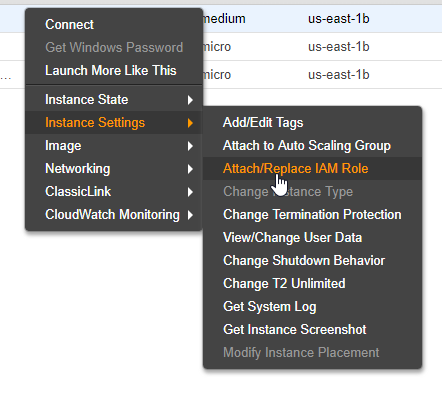 Connect
medium us-east-1b
Get Windows Password
micro us-east-1b
Launch More Like This
... micro us-east-1b
Instance State
Instance Settings
Image
Networking
ClassicLink
CloudWatch Monitoring
Add/Edit Tags
Attach to Auto Scaling Group
Attach/Replace IAM Role
Change Instance Type
Change Termination Protection
View/Change User Data
Change Shutdown Behavior
Change T2 Unlimited
Get System Log
Get Instance Screenshot
Modify Instance Placement